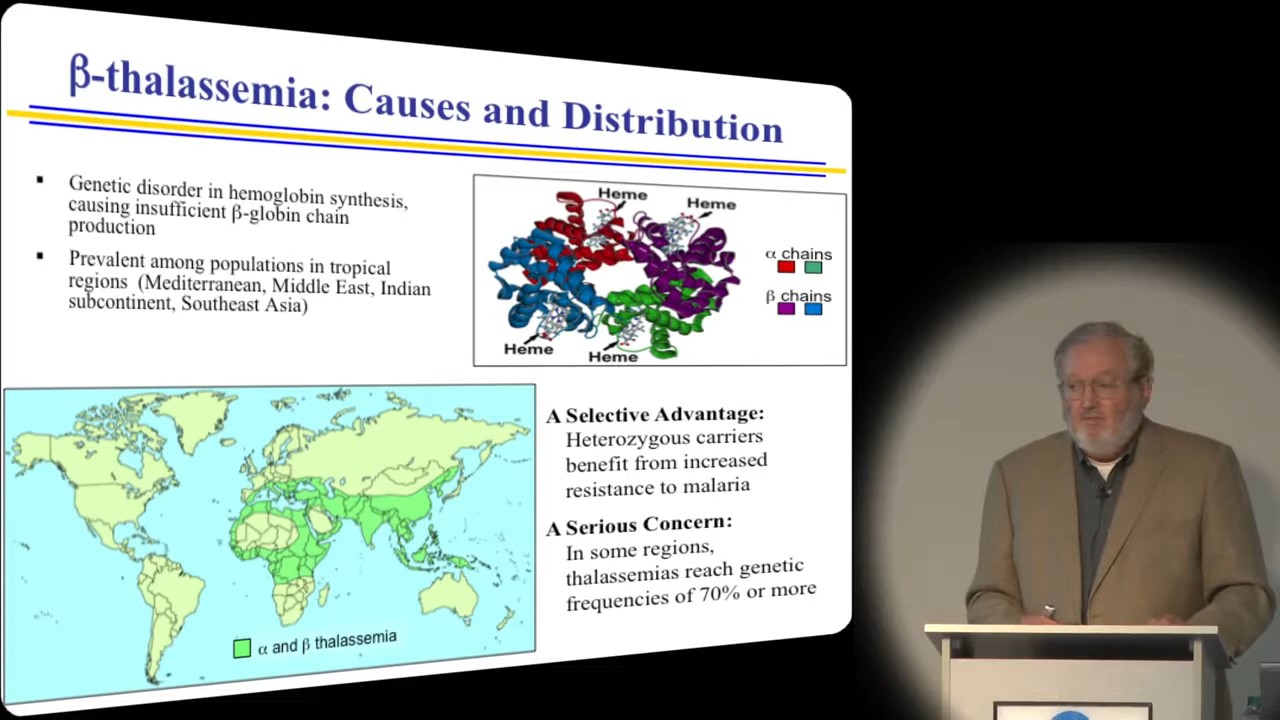 β-thalassemia: Causes and Distribution
▪ Genetic disorder in hemoglobin synthesis,
causing insufficient β-globin chain
production
▪ Prevalent among populations in tropical
regions (Mediterranean, Middle East, Indian
subcontinent, Southeast Asia)
Heme
Heme
α chains
β chains
Heme
Heme
A Selective Advantage:
Heterozygous carriers
benefit from increased
resistance to malaria
A Serious Concern:
In some regions,
thalassemias reach genetic
frequencies of 70% or more
α and β thalassemia